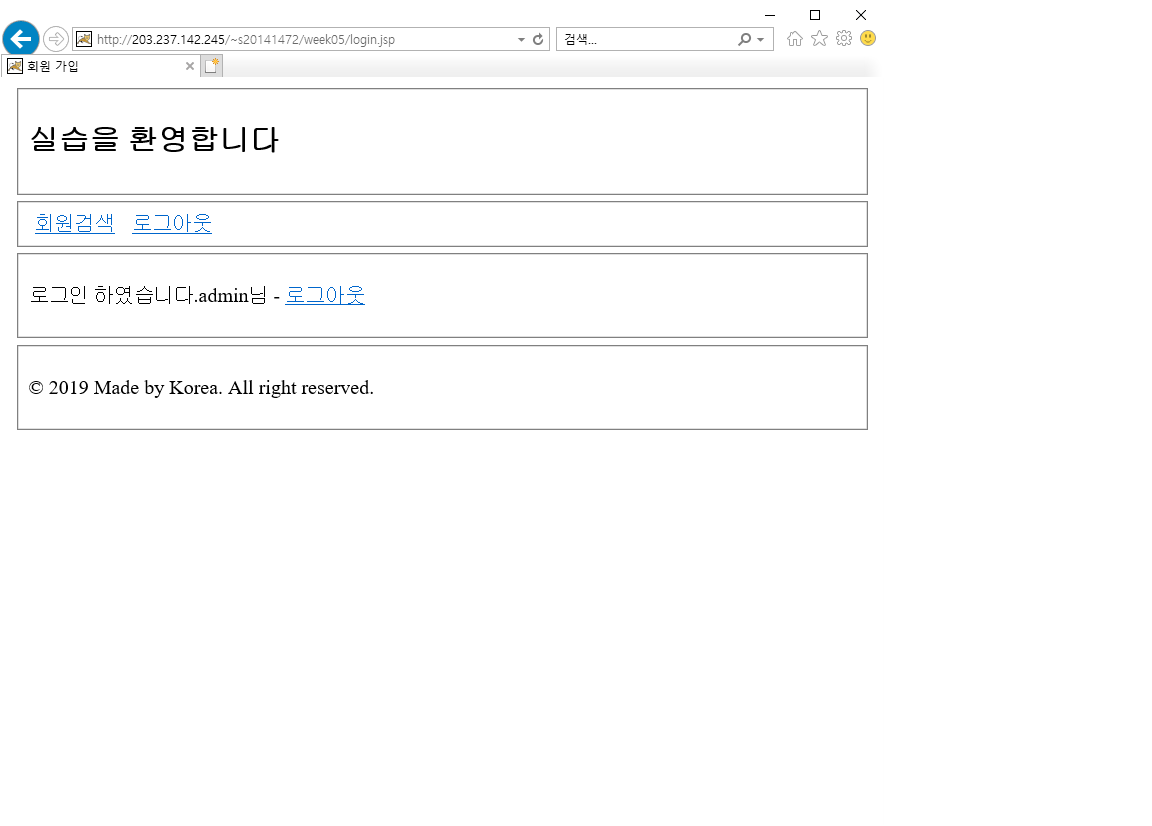 http://203.237.142.245/~s20141472/week05/login.jsp
검색...
회원 가입
실습을 환영합니다
회원검색 로그아웃
로그인 하였습니다.admin님 - 로그아웃
© 2019 Made by Korea. All right reserved.